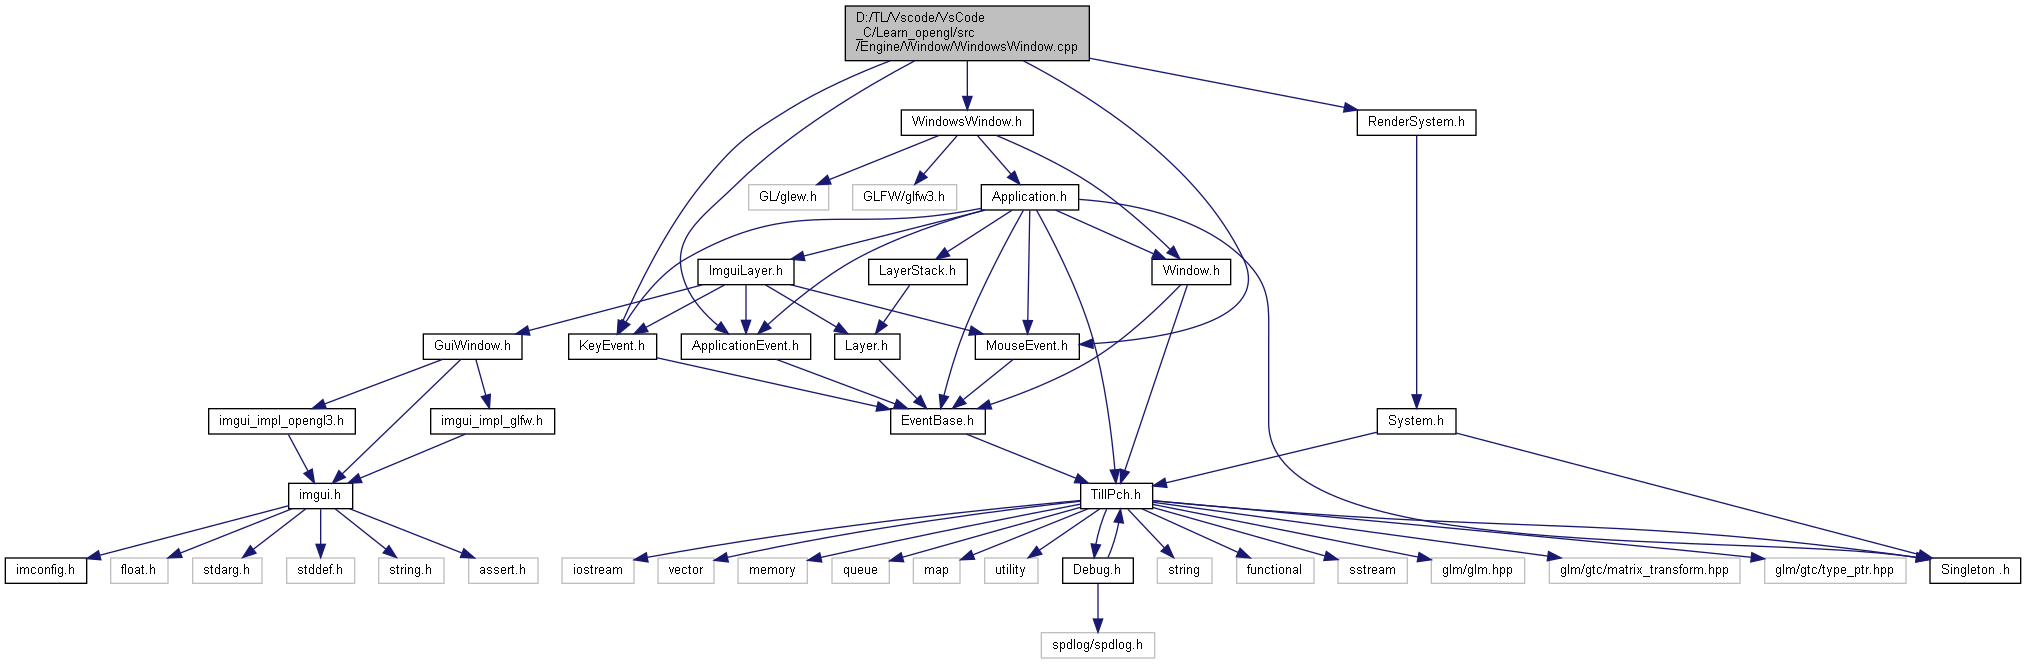 D:/TL/Vscode/VsCode
_C/Learn_opengl/src
/Engine/Window/WindowsWindow.cpp
WindowsWindow.h
RenderSystem.h
GL/glew.h
GLFW/glfw3.h
Application.h
ImguiLayer.h
LayerStack.h
Window.h
GuiWindow.h
KeyEvent.h
ApplicationEvent.h
Layer.h
MouseEvent.h
imgui_impl_opengl3.h
imgui_impl_glfw.h
EventBase.h
System.h
imgui.h
TillPch.h
imconfig.h
float.h
stdarg.h
stddef.h
string.h
assert.h
iostream
vector
memory
queue
map
utility
Debug.h
string
functional
sstream
glm/glm.hpp
glm/gtc/matrix_transform.hpp
glm/gtc/type_ptr.hpp
Singleton .h
spdlog/spdlog.h